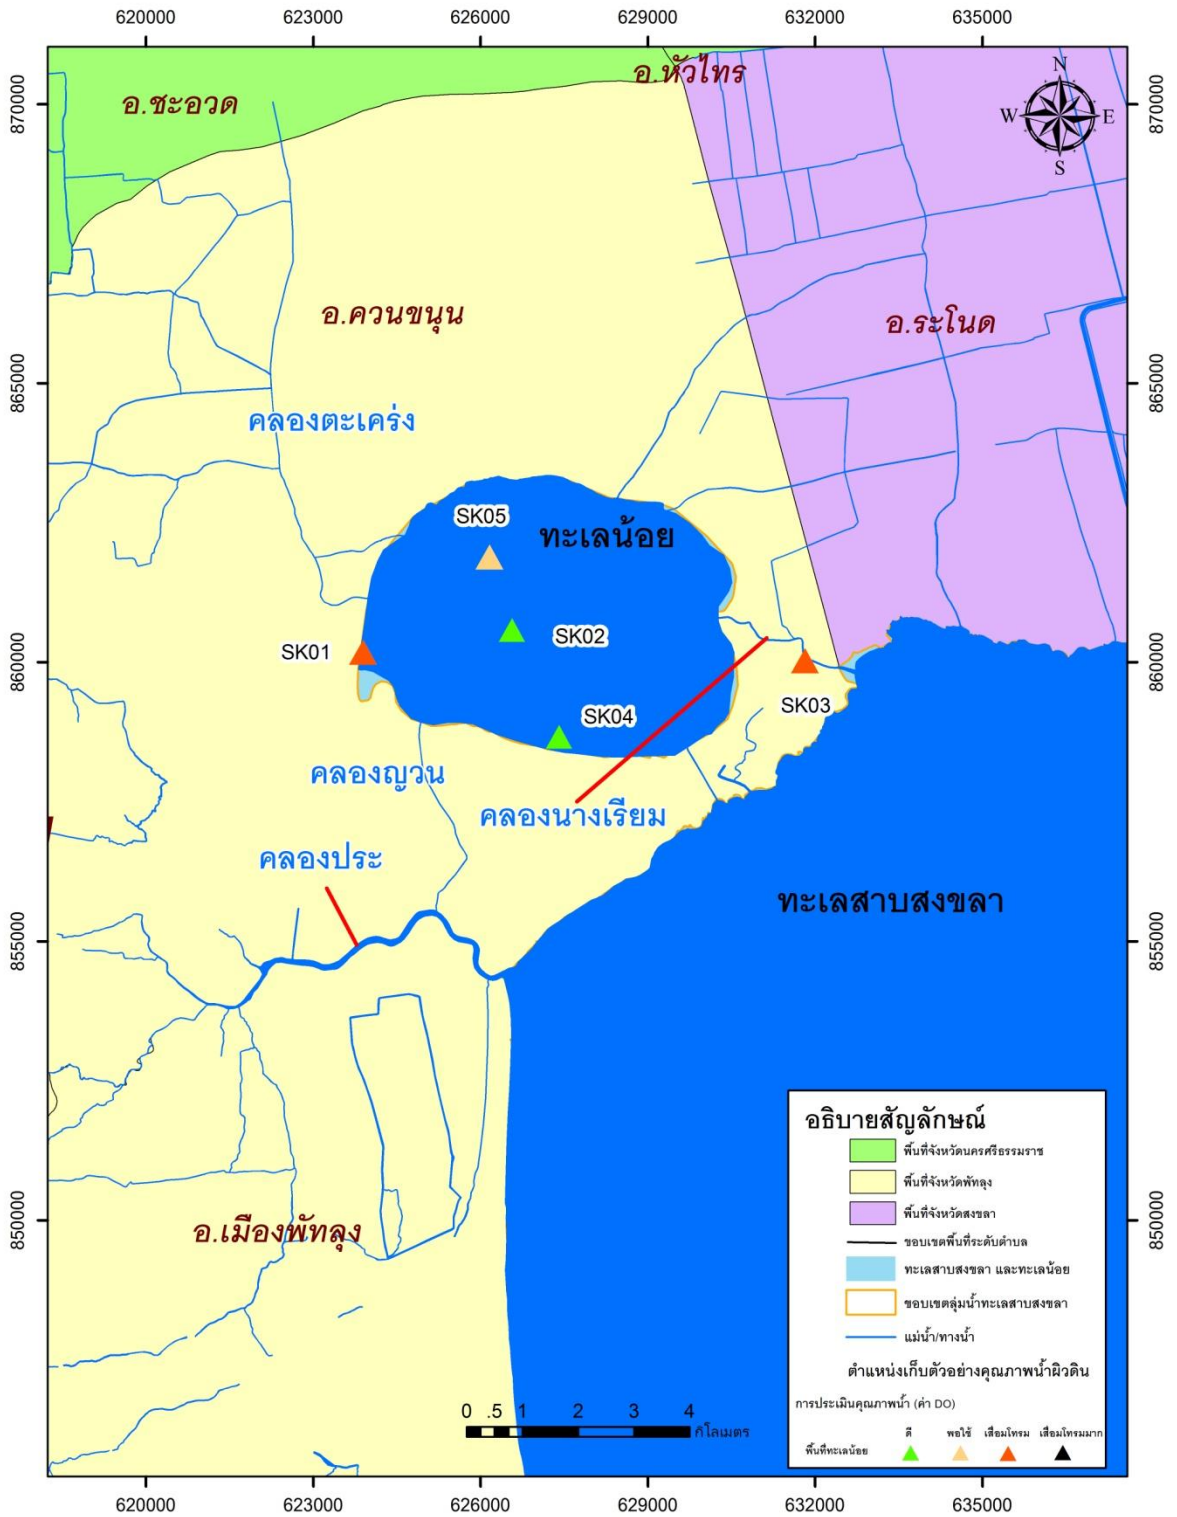 620000 623000 626000 629000 632000 635000
อ.หัวไทร
อ.ชะอวด
N
W E
S
870000 870000
อ.ควนขนุน
อ.ระโนด
865000 865000
คลองตะเคร่ง
SK05
ทะเลน้อย
SK02
SK01
860000 860000
SK03
SK04
คลองญวน
คลองนางเรียม
คลองประ
ทะเลสาบสงขลา
855000 855000
อ.เมืองพัทลุง
850000 850000
อธิบายสัญลักษณ์
พื้นที่จังหวัดนครศรีธรรมราช
พื้นที่จังหวัดพัทลุง
พื้นที่จังหวัดสงขลา
ขอบเขตพื้นที่ระดับตำบล
ทะเลสาบสงขลา และทะเลน้อย
ขอบเขตลุ่มน้ำทะเลสาบสงขลา
แม่น้ำ/ทางน้ำ
ตำแหน่งเก็บตัวอย่างคุณภาพน้ำผิวดิน
การประเมินคุณภาพน้ำ (ค่า DO)
ดี พอใช้ เสื่อมโทรม เสื่อมโทรมมาก
พื้นที่ทะเลน้อย
0 .5 1 2 3 4
กิโลเมตร
620000 623000 626000 629000 632000 635000